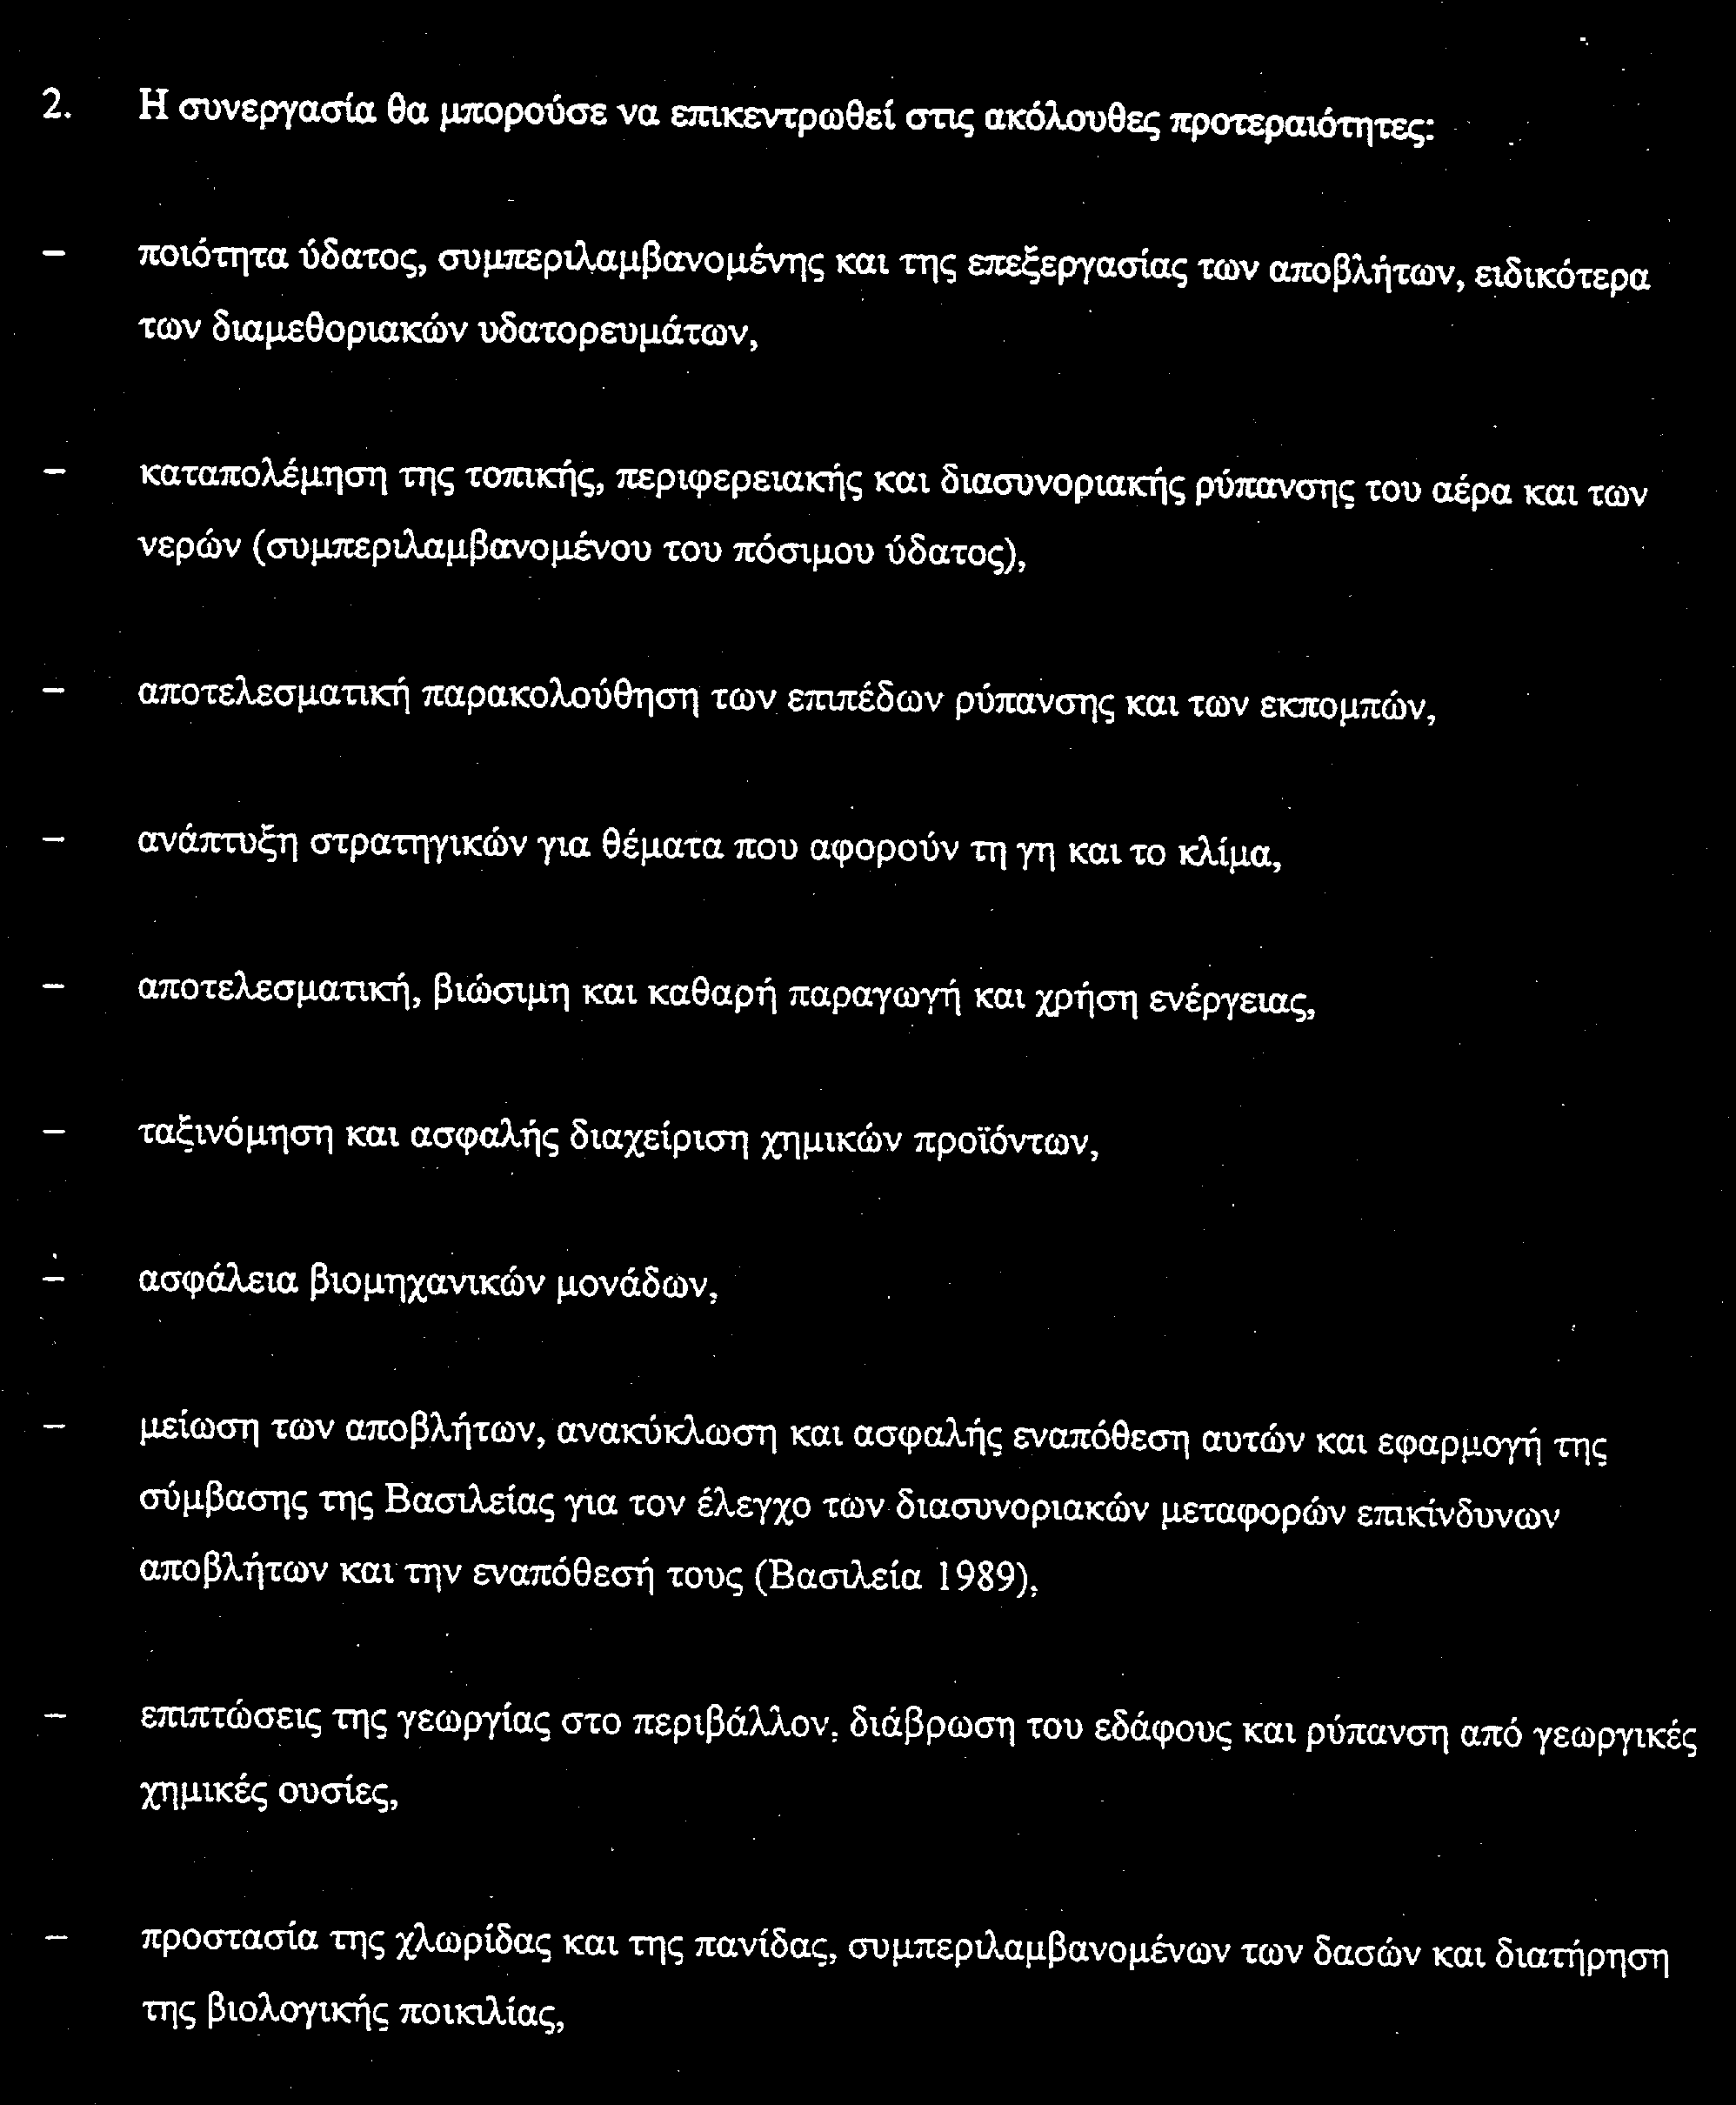 2. Η συνεργασία θα μπορούσε να επικεντρωθεί στις ακόλουθες προτεραιότητες:
– ποιότητα ύδατος, συμπεριλαμβανομένης και της επεξεργασίας των αποβλήτων, ειδικότερα
των διαμεθοριακών υδατορευμάτων,
– καταπολέμηση της τοπικής, περιφερειακής και διασυνοριακής ρύπανσης του αέρα και των
νερών (συμπεριλαμβανομένου του πόσιμου ύδατος),
– αποτελεσματική παρακολούθηση των επιπέδων ρύπανσης και των εκπομπών,
– ανάπτυξη στρατηγικών για θέματα που αφορούν τη γη και το κλίμα,
– αποτελεσματική, βιώσιμη και καθαρή παραγωγή και χρήση ενέργειας,
– ταξινόμηση και ασφαλής διαχείριση χημικών προϊόντων,
– ασφάλεια βιομηχανικών μονάδων,
– μείωση των αποβλήτων, ανακύκλωση και ασφαλής εναπόθεση αυτών και εφαρμογή της
σύμβασης της Βασιλείας για τον έλεγχο των διασυνοριακών μεταφορών επικίνδυνων
αποβλήτων και την εναπόθεσή τους (Βασιλεία 1989),
– επιπτώσεις της γεωργίας στο περιβάλλον, διάβρωση του εδάφους και ρύπανση από γεωργικές
χημικές ουσίες,
– προστασία της χλωρίδας και της πανίδας, συμπεριλαμβανομένων των δασών και διατήρηση
της βιολογικής ποικιλίας,